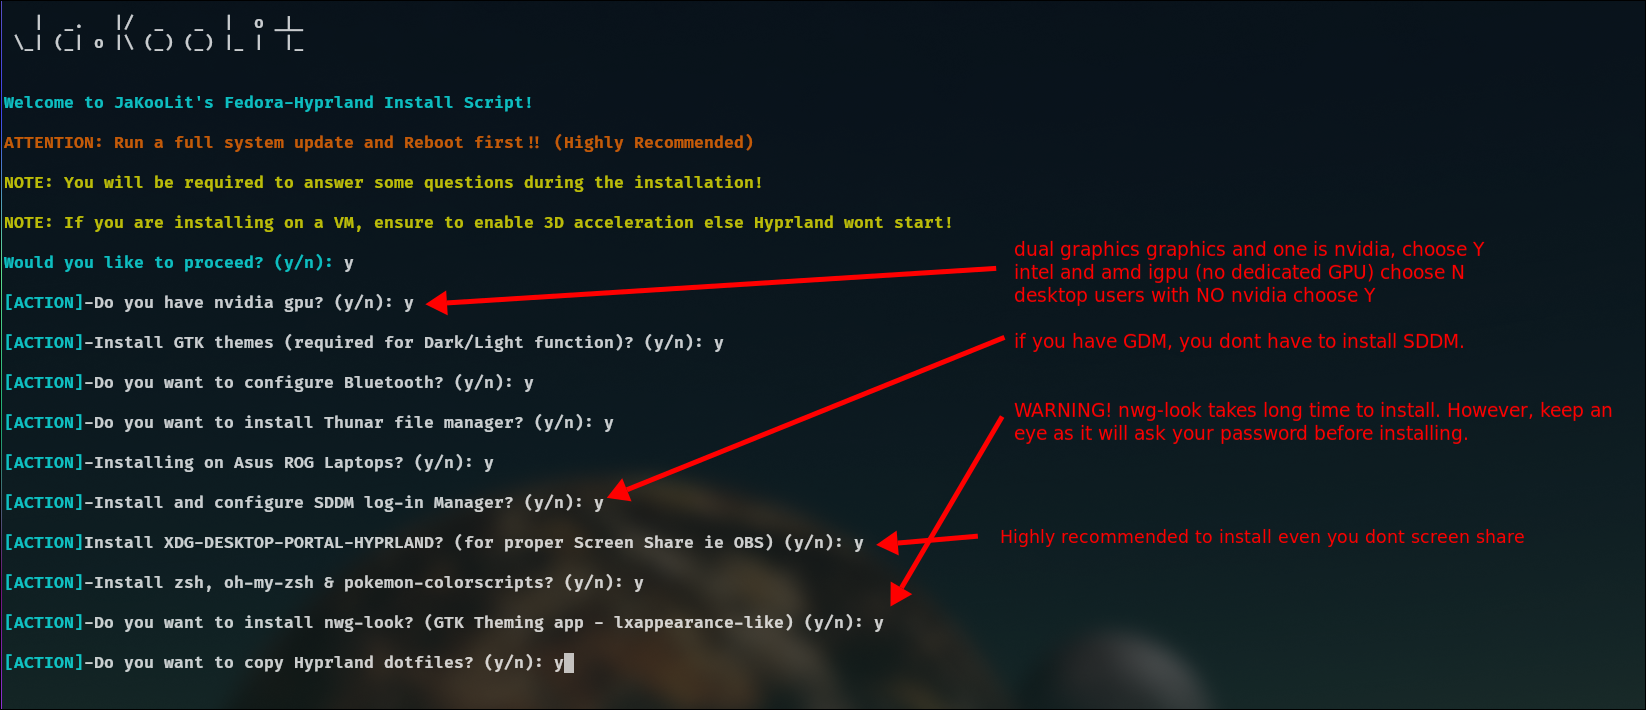 Welcome to JaKooLit's Fedora-Hyprland Install Script!
ATTENTION: Run a full system update and Reboot first!! (Highly Recommended)
NOTE: You will be required to answer some questions during the installation!
NOTE: If you are installing on a VM, ensure to enable 3D acceleration else Hyprland wont start!
Would you like to proceed? (y/n): y
dual graphics graphics and one is nvidia, choose Y
intel and amd igpu (no dedicated GPU) choose N
desktop users with NO nvidia choose Y
[ACTION]-Do you have nvidia gpu? (y/n): y
[ACTION]-Install GTK themes (required for Dark/Light function)? (y/n): y
if you have GDM, you dont have to install SDDM.
[ACTION]-Do you want to configure Bluetooth? (y/n): y
[ACTION]-Do you want to install Thunar file manager? (y/n): y
WARNING! nwg-look takes long time to install. However, keep an
eye as it will ask your password before installing.
[ACTION]-Installing on Asus ROG Laptops? (y/n): y
[ACTION]-Install and configure SDDM log-in Manager? (y/n): y
[ACTION]Install XDG-DESKTOP-PORTAL-HYPRLAND? (for proper Screen Share ie OBS) (y/n): y
Highly recommended to install even you dont screen share
[ACTION]-Install zsh, oh-my-zsh & pokemon-colorscripts? (y/n): y
[ACTION]-Do you want to install nwg-look? (GTK Theming app - lxappearance-like) (y/n): y
[ACTION]-Do you want to copy Hyprland dotfiles? (y/n): y